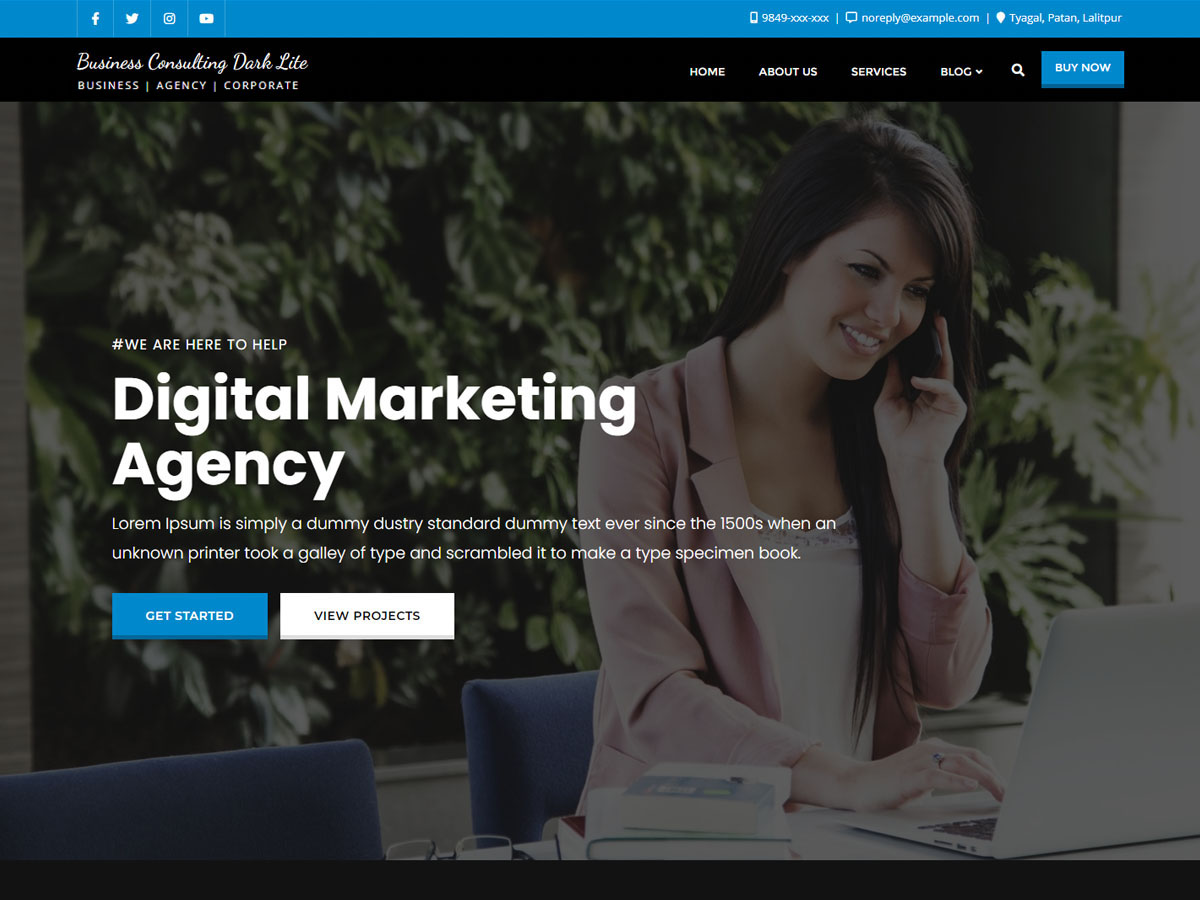 9849-xxx-xxx | noreply@example.com | Tyagal, Patan, Lalitpur
Business Consulting Dark Lite
BUSINESS | AGENCY | CORPORATE
HOME ABOUT US SERVICES BLOG BUY NOW
#WE ARE HERE TO HELP
Digital Marketing
Agency
Lorem Ipsum is simply a dummy dustry standard dummy text ever since the 1500s when an
unknown printer took a galley of type and scrambled it to make a type specimen book.
GET STARTED VIEW PROJECTS